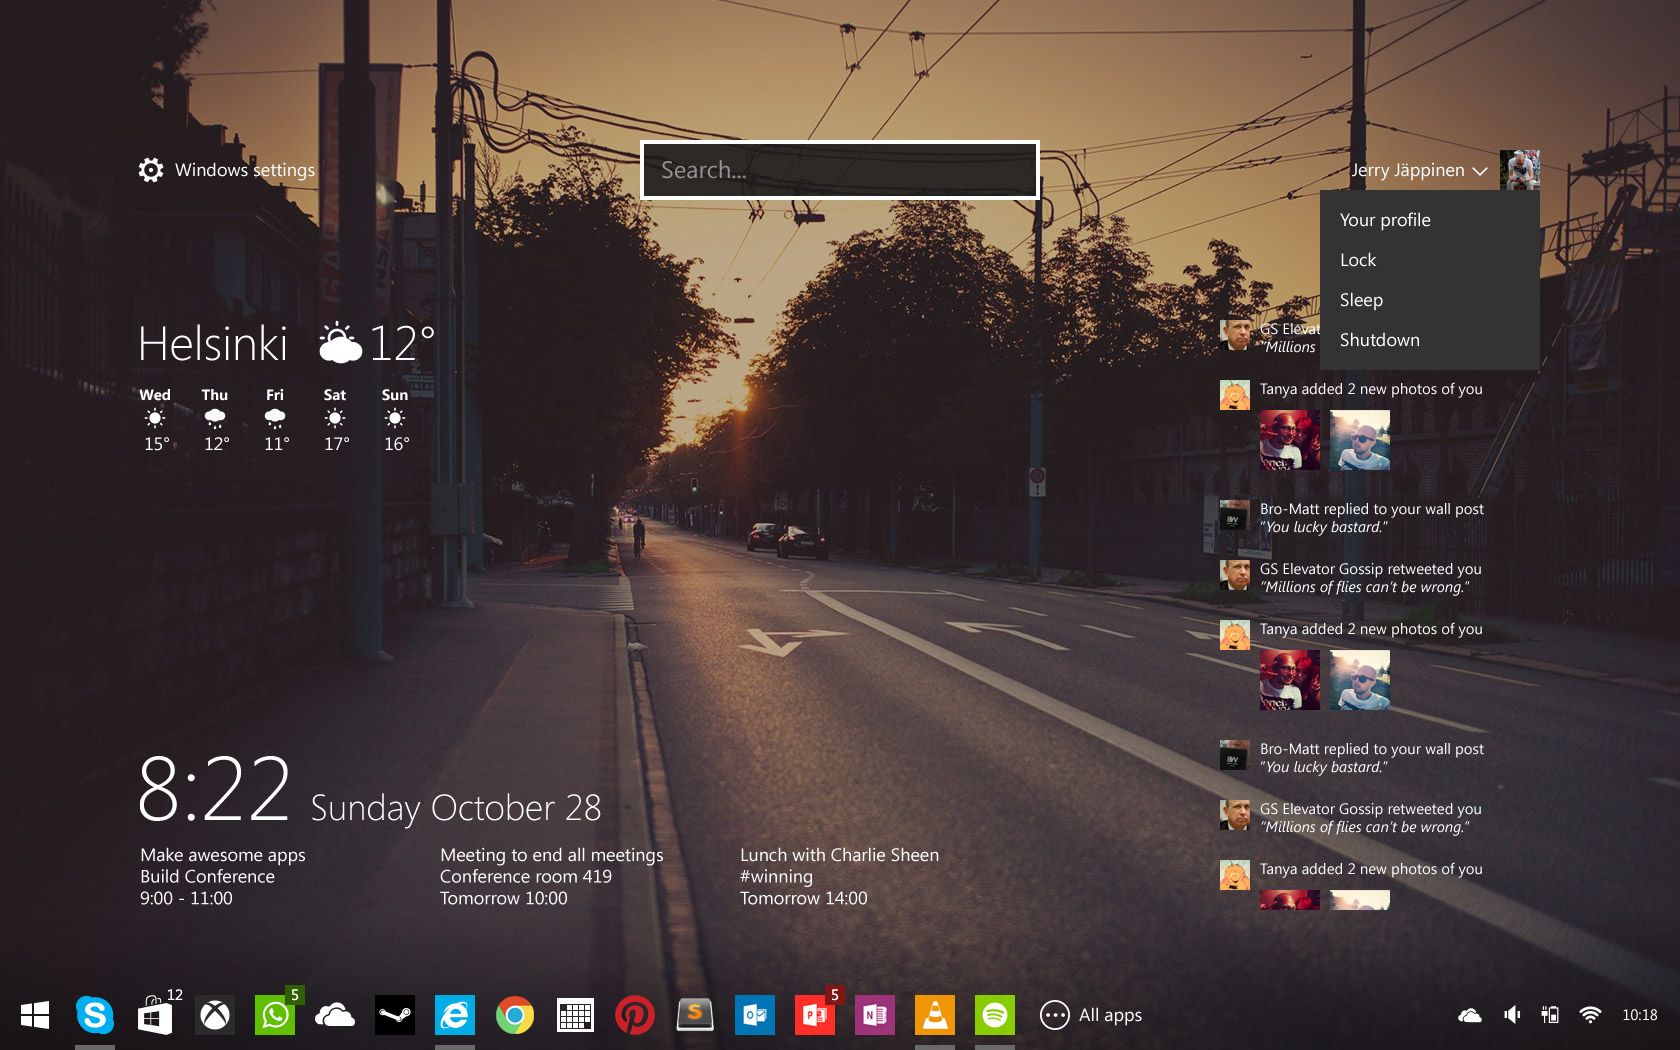 Windows settings
Search...
Jerry Jäppinen
Your profile
Lock
Sleep
Shutdown
Helsinki 12°
Wed Thu Fri Sat Sun
15° 12° 11° 17° 16°
GS Elevat
"Millions
Tanya added 2 new photos of you
Bro-Matt replied to your wall post
"You lucky bastard."
GS Elevator Gossip retweeted you
"Millions of flies can't be wrong."
Tanya added 2 new photos of you
Bro-Matt replied to your wall post
"You lucky bastard."
GS Elevator Gossip retweeted you
"Millions of flies can't be wrong."
Tanya added 2 new photos of you
8:22 Sunday October 28
Make awesome apps
Build Conference
9:00 - 11:00
Meeting to end all meetings
Conference room 419
Tomorrow 10:00
Lunch with Charlie Sheen
#winning
Tomorrow 14:00
12
5
5
All apps
10:18